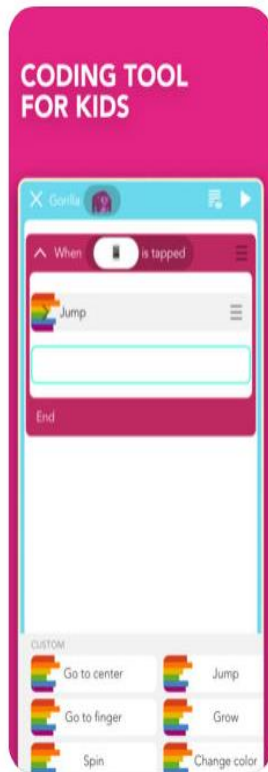 CODING TOOL
FOR KIDS
Gorilla
When is tapped
Jump
End
CUSTOM
Go to center Jump
Go to finger Grow
Spin Change color